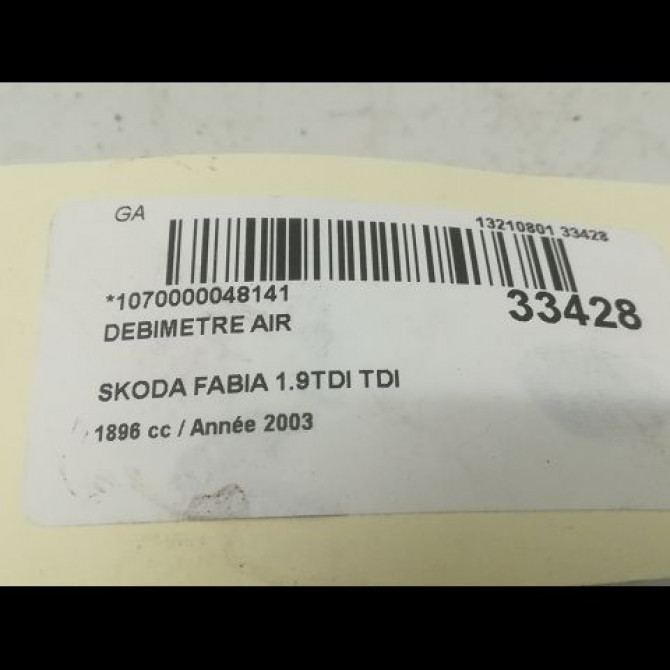 GA
13210801 33428
*1070000048141
33428
DEBIMETRE AIR
SKODA FABIA 1.9TDI TDI
1896 cc / Année 2003